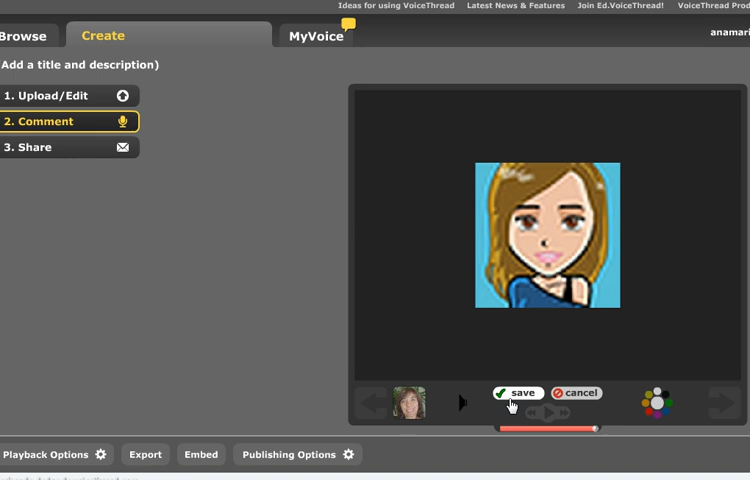 Ideas for using VoiceThread Latest News & Features Join Ed.VoiceThread! VoiceThread Prod
Browse Create MyVoice anamari
(Add a title and description)
1. Upload/Edit
2. Comment
3. Share
save cancel
Playback Options Export Embed Publishing Options